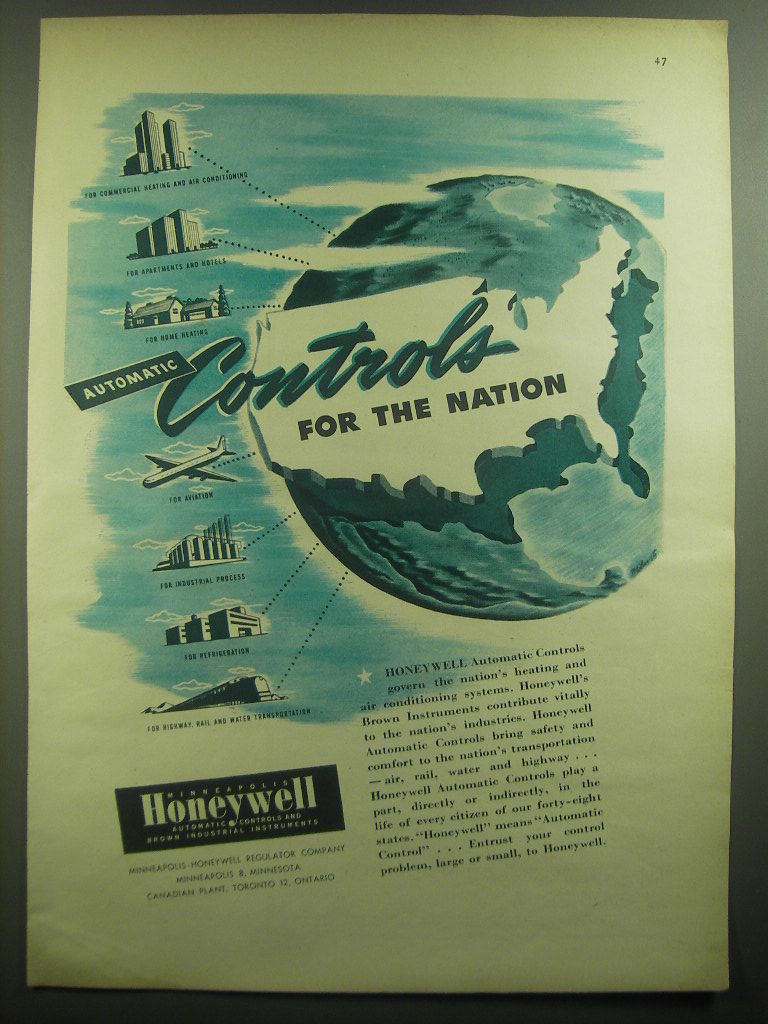 47
FOR COMMERCIAL HEATING AND AIR CONDITIONING
FOR APARTMENTS AND HOTELS
FOR HOME HEATING
AUTOMATIC
Controls
FOR THE NATION
FOR AVIATION
FOR INDUSTRIAL PROCESS
FOR REFRIGERATION
FOR HIGHWAY, RAIL AND WATER TRANSPORTATION
HONEYWELL Automatic Controls
govern the nation's heating and
air conditioning systems. Honeywell's
Brown Instruments contribute vitally
to the nation's industries. Honeywell
Automatic Controls bring safety and
comfort to the nation's transportation
—air, rail, water and highway . . .
Honeywell Automatic Controls play a
part, directly or indirectly, in the
life of every citizen of our forty-eight
states. "Honeywell" means "Automatic
Control" . . . Entrust your control
problem, large or small, to Honeywell.
MINNEAPOLIS
Honeywell
AUTOMATIC CONTROLS AND
BROWN INDUSTRIAL INSTRUMENTS
MINNEAPOLIS-HONEYWELL REGULATOR COMPANY
MINNEAPOLIS 8, MINNESOTA
CANADIAN PLANT, TORONTO 12, ONTARIO